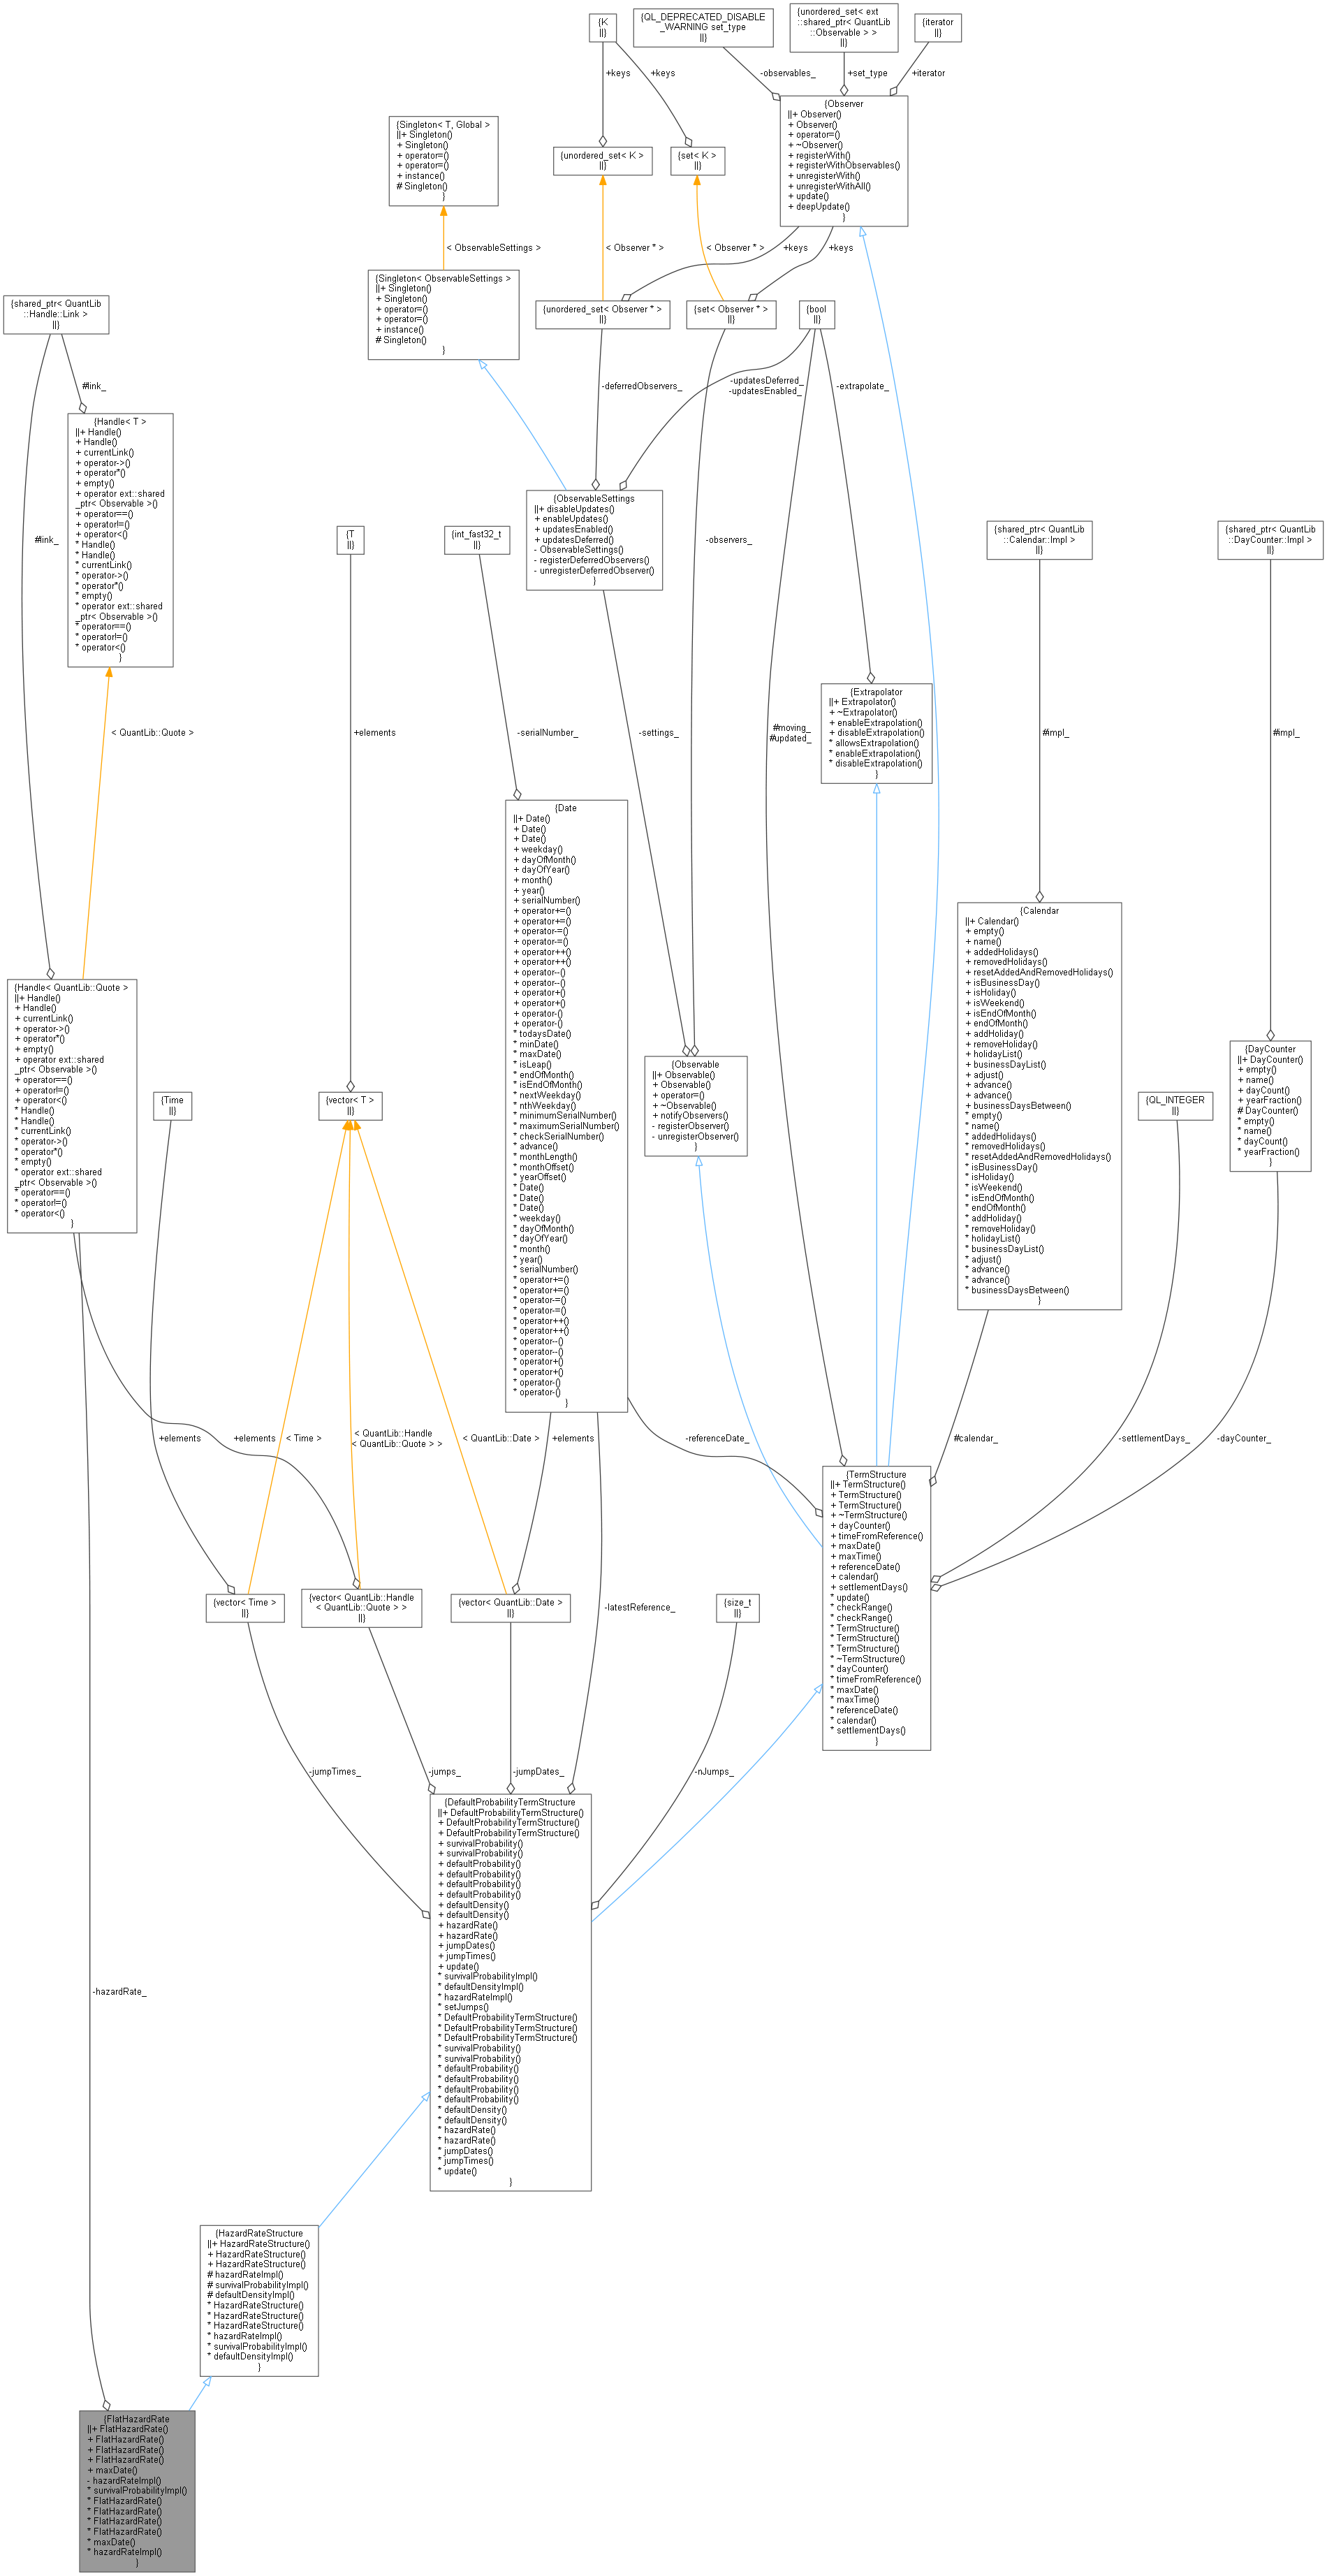 {K
||}
{QL_DEPRECATED_DISABLE
_WARNING set_type
||}
{unordered_set< ext
::shared_ptr< QuantLib
::Observable > >
||}
{iterator
||}
+keys
+keys
-observables_
+set_type
+iterator
{Singleton< T, Global >
||+ Singleton()
+ Singleton()
+ operator=()
+ operator=()
+ instance()
# Singleton()
}
{unordered_set< K >
||}
{set< K >
||}
{Observer
||+ Observer()
+ Observer()
+ operator=()
+ ~Observer()
+ registerWith()
+ registerWithObservables()
+ unregisterWith()
+ unregisterWithAll()
+ update()
+ deepUpdate()
}
< ObservableSettings >
< Observer * >
< Observer * >
+keys
+keys
{shared_ptr< QuantLib
::Handle::Link >
||}
{Singleton< ObservableSettings >
||+ Singleton()
+ Singleton()
+ operator=()
+ operator=()
+ instance()
# Singleton()
}
{unordered_set< Observer * >
||}
{set< Observer * >
||}
{bool
||}
#link_
-deferredObservers_
-updatesDeferred_
-updatesEnabled_
-extrapolate_
{Handle< T >
||+ Handle()
+ Handle()
+ currentLink()
+ operator->()
+ operator*()
+ empty()
+ operator ext::shared
_ptr< Observable >()
+ operator==()
+ operator!=()
+ operator<()
* Handle()
* Handle()
* currentLink()
* operator->()
* operator*()
* empty()
* operator ext::shared
_ptr< Observable >()
* operator==()
* operator!=()
* operator<()
}
#link_
{T
||}
{int_fast32_t
||}
{ObservableSettings
||+ disableUpdates()
+ enableUpdates()
+ updatesEnabled()
+ updatesDeferred()
- ObservableSettings()
- registerDeferredObservers()
- unregisterDeferredObserver()
}
-observers_
{shared_ptr< QuantLib
::Calendar::Impl >
||}
{shared_ptr< QuantLib
::DayCounter::Impl >
||}
< QuantLib::Quote >
+elements
-serialNumber_
-settings_
#moving_
#updated_
{Extrapolator
||+ Extrapolator()
+ ~Extrapolator()
+ enableExtrapolation()
+ disableExtrapolation()
* allowsExtrapolation()
* enableExtrapolation()
* disableExtrapolation()
}
#impl_
#impl_
{Date
||+ Date()
+ Date()
+ Date()
+ weekday()
+ dayOfMonth()
+ dayOfYear()
+ month()
+ year()
+ serialNumber()
+ operator+=()
+ operator+=()
+ operator-=()
+ operator-=()
+ operator++()
+ operator++()
+ operator--()
+ operator--()
+ operator+()
+ operator+()
+ operator-()
+ operator-()
* todaysDate()
* minDate()
* maxDate()
* isLeap()
* endOfMonth()
* isEndOfMonth()
* nextWeekday()
* nthWeekday()
* minimumSerialNumber()
* maximumSerialNumber()
* checkSerialNumber()
* advance()
* monthLength()
* monthOffset()
* yearOffset()
* Date()
* Date()
* Date()
* weekday()
* dayOfMonth()
* dayOfYear()
* month()
* year()
* serialNumber()
* operator+=()
* operator+=()
* operator-=()
* operator-=()
* operator++()
* operator++()
* operator--()
* operator--()
* operator+()
* operator+()
* operator-()
* operator-()
}
{Calendar
||+ Calendar()
+ empty()
+ name()
+ addedHolidays()
+ removedHolidays()
+ resetAddedAndRemovedHolidays()
+ isBusinessDay()
+ isHoliday()
+ isWeekend()
+ isEndOfMonth()
+ endOfMonth()
+ addHoliday()
+ removeHoliday()
+ holidayList()
+ businessDayList()
+ adjust()
+ advance()
+ advance()
+ businessDaysBetween()
* empty()
* name()
* addedHolidays()
* removedHolidays()
* resetAddedAndRemovedHolidays()
* isBusinessDay()
* isHoliday()
* isWeekend()
* isEndOfMonth()
* endOfMonth()
* addHoliday()
* removeHoliday()
* holidayList()
* businessDayList()
* adjust()
* advance()
* advance()
* businessDaysBetween()
}
{Handle< QuantLib::Quote >
||+ Handle()
+ Handle()
+ currentLink()
+ operator->()
+ operator*()
+ empty()
+ operator ext::shared
_ptr< Observable >()
+ operator==()
+ operator!=()
+ operator<()
* Handle()
* Handle()
* currentLink()
* operator->()
* operator*()
* empty()
* operator ext::shared
_ptr< Observable >()
* operator==()
* operator!=()
* operator<()
}
{Time
||}
{vector< T >
||}
{Observable
||+ Observable()
+ Observable()
+ operator=()
+ ~Observable()
+ notifyObservers()
- registerObserver()
- unregisterObserver()
}
{QL_INTEGER
||}
{DayCounter
||+ DayCounter()
+ empty()
+ name()
+ dayCount()
+ yearFraction()
# DayCounter()
* empty()
* name()
* dayCount()
* yearFraction()
}
+elements
+elements
< Time >
< QuantLib::Handle
< QuantLib::Quote > >
< QuantLib::Date >
+elements
-referenceDate_
#calendar_
-settlementDays_
-dayCounter_
{TermStructure
||+ TermStructure()
+ TermStructure()
+ TermStructure()
+ ~TermStructure()
+ dayCounter()
+ timeFromReference()
+ maxDate()
+ maxTime()
+ referenceDate()
+ calendar()
+ settlementDays()
* update()
* checkRange()
* checkRange()
* TermStructure()
* TermStructure()
* TermStructure()
* ~TermStructure()
* dayCounter()
* timeFromReference()
* maxDate()
* maxTime()
* referenceDate()
* calendar()
* settlementDays()
}
{vector< Time >
||}
{vector< QuantLib::Handle
< QuantLib::Quote > >
||}
{vector< QuantLib::Date >
||}
-latestReference_
{size_t
||}
-jumpTimes_
-jumps_
-jumpDates_
-nJumps_
{DefaultProbabilityTermStructure
||+ DefaultProbabilityTermStructure()
+ DefaultProbabilityTermStructure()
+ DefaultProbabilityTermStructure()
+ survivalProbability()
+ survivalProbability()
+ defaultProbability()
+ defaultProbability()
+ defaultProbability()
+ defaultProbability()
+ defaultDensity()
+ defaultDensity()
+ hazardRate()
+ hazardRate()
+ jumpDates()
+ jumpTimes()
+ update()
* survivalProbabilityImpl()
* defaultDensityImpl()
* hazardRateImpl()
* setJumps()
* DefaultProbabilityTermStructure()
* DefaultProbabilityTermStructure()
* DefaultProbabilityTermStructure()
* survivalProbability()
* survivalProbability()
* defaultProbability()
* defaultProbability()
* defaultProbability()
* defaultProbability()
* defaultDensity()
* defaultDensity()
* hazardRate()
* hazardRate()
* jumpDates()
* jumpTimes()
* update()
}
-hazardRate_
{HazardRateStructure
||+ HazardRateStructure()
+ HazardRateStructure()
+ HazardRateStructure()
# hazardRateImpl()
# survivalProbabilityImpl()
# defaultDensityImpl()
* HazardRateStructure()
* HazardRateStructure()
* HazardRateStructure()
* hazardRateImpl()
* survivalProbabilityImpl()
* defaultDensityImpl()
}
{FlatHazardRate
||+ FlatHazardRate()
+ FlatHazardRate()
+ FlatHazardRate()
+ FlatHazardRate()
+ maxDate()
- hazardRateImpl()
* survivalProbabilityImpl()
* FlatHazardRate()
* FlatHazardRate()
* FlatHazardRate()
* FlatHazardRate()
* maxDate()
* hazardRateImpl()
}